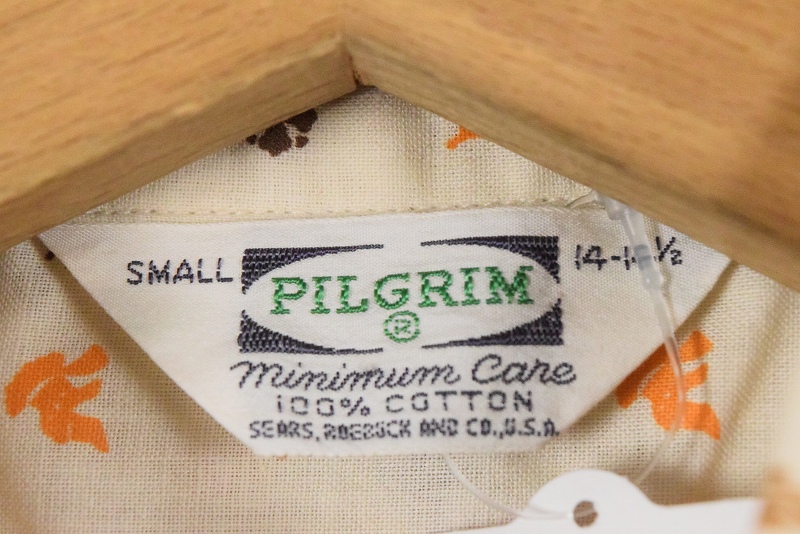 SMALL
PILGRIM
®
14-14½
Minimum Care
100% COTTON
SEARS, ROEBUCK AND CO., U.S.A.